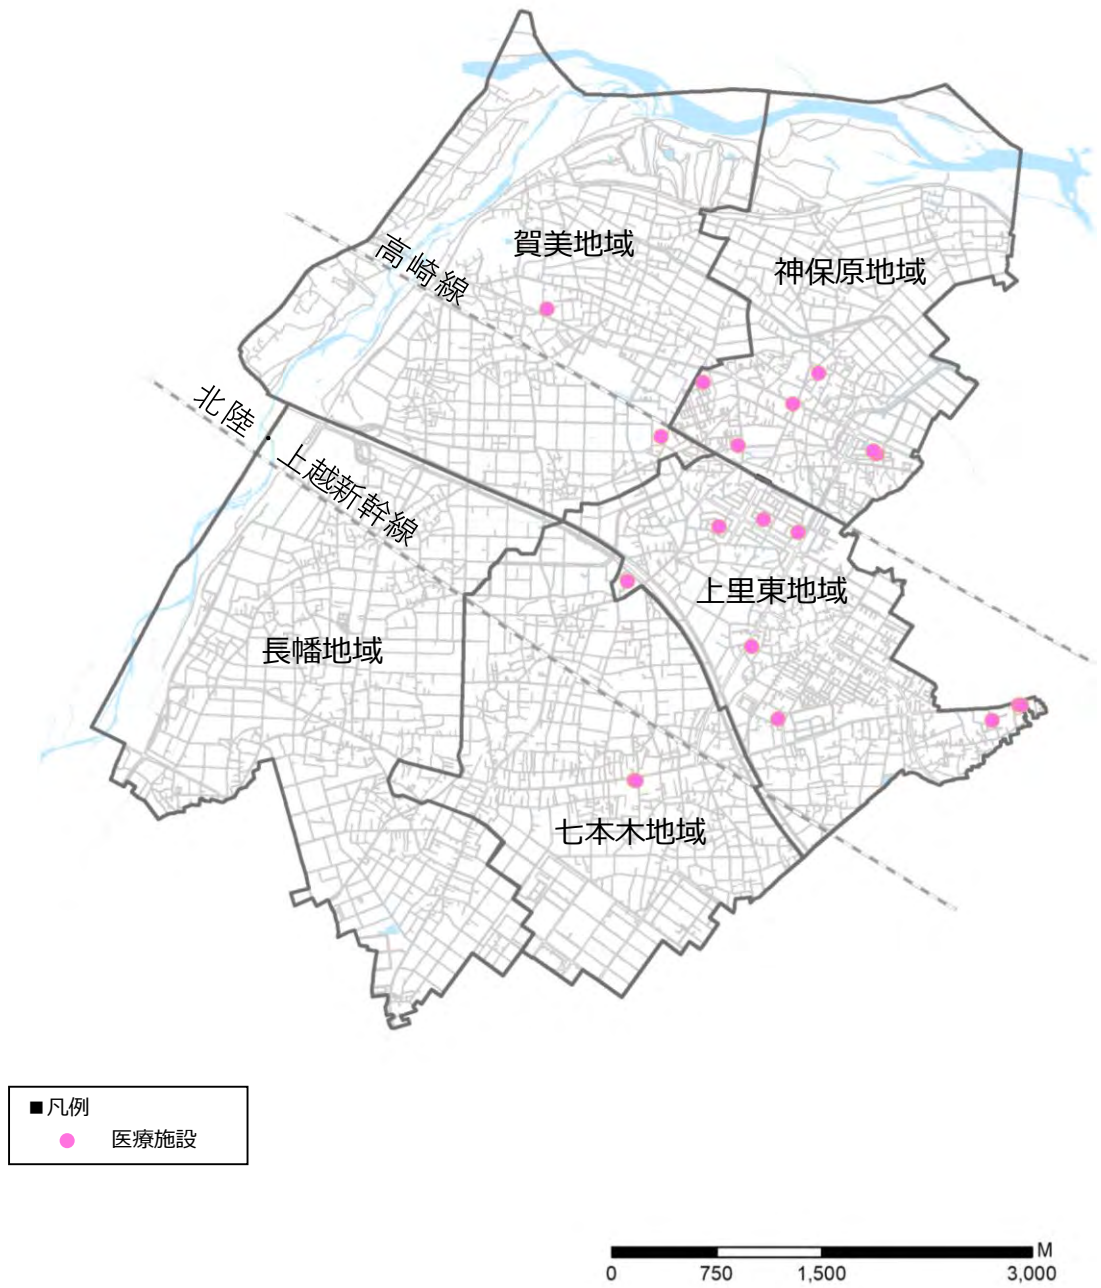 賀美地域
神保原地域
高崎線
北陸・上越新幹線
上里東地域
長幡地域
七本木地域
■凡例
医療施設
M
0 750 1,500 3,000